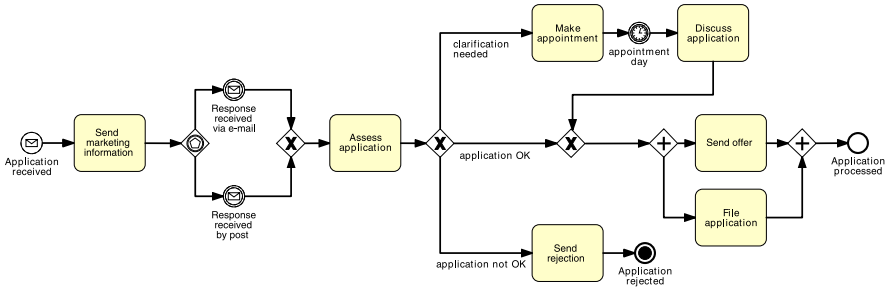 Application
received
Send
marketing
information
Response
received
via e-mail
Response
received
by post
Assess
application
clarification
needed
Make
appointment
appointment
day
Discuss
application
application OK
Send offer
File
application
Application
processed
application not OK
Send
rejection
Application
rejected